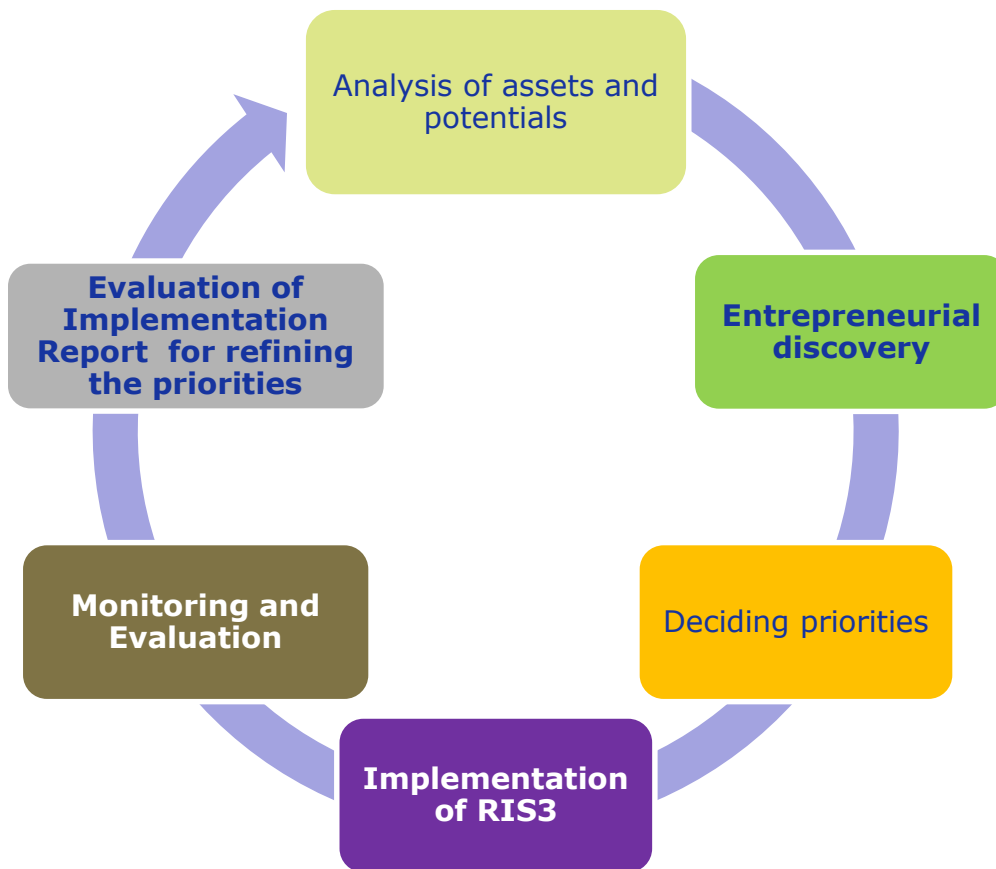 Analysis of assets and
potentials
Entrepreneurial
discovery
Deciding priorities
Implementation
of RIS3
Monitoring and
Evaluation
Evaluation of
Implementation
Report  for refining
the priorities